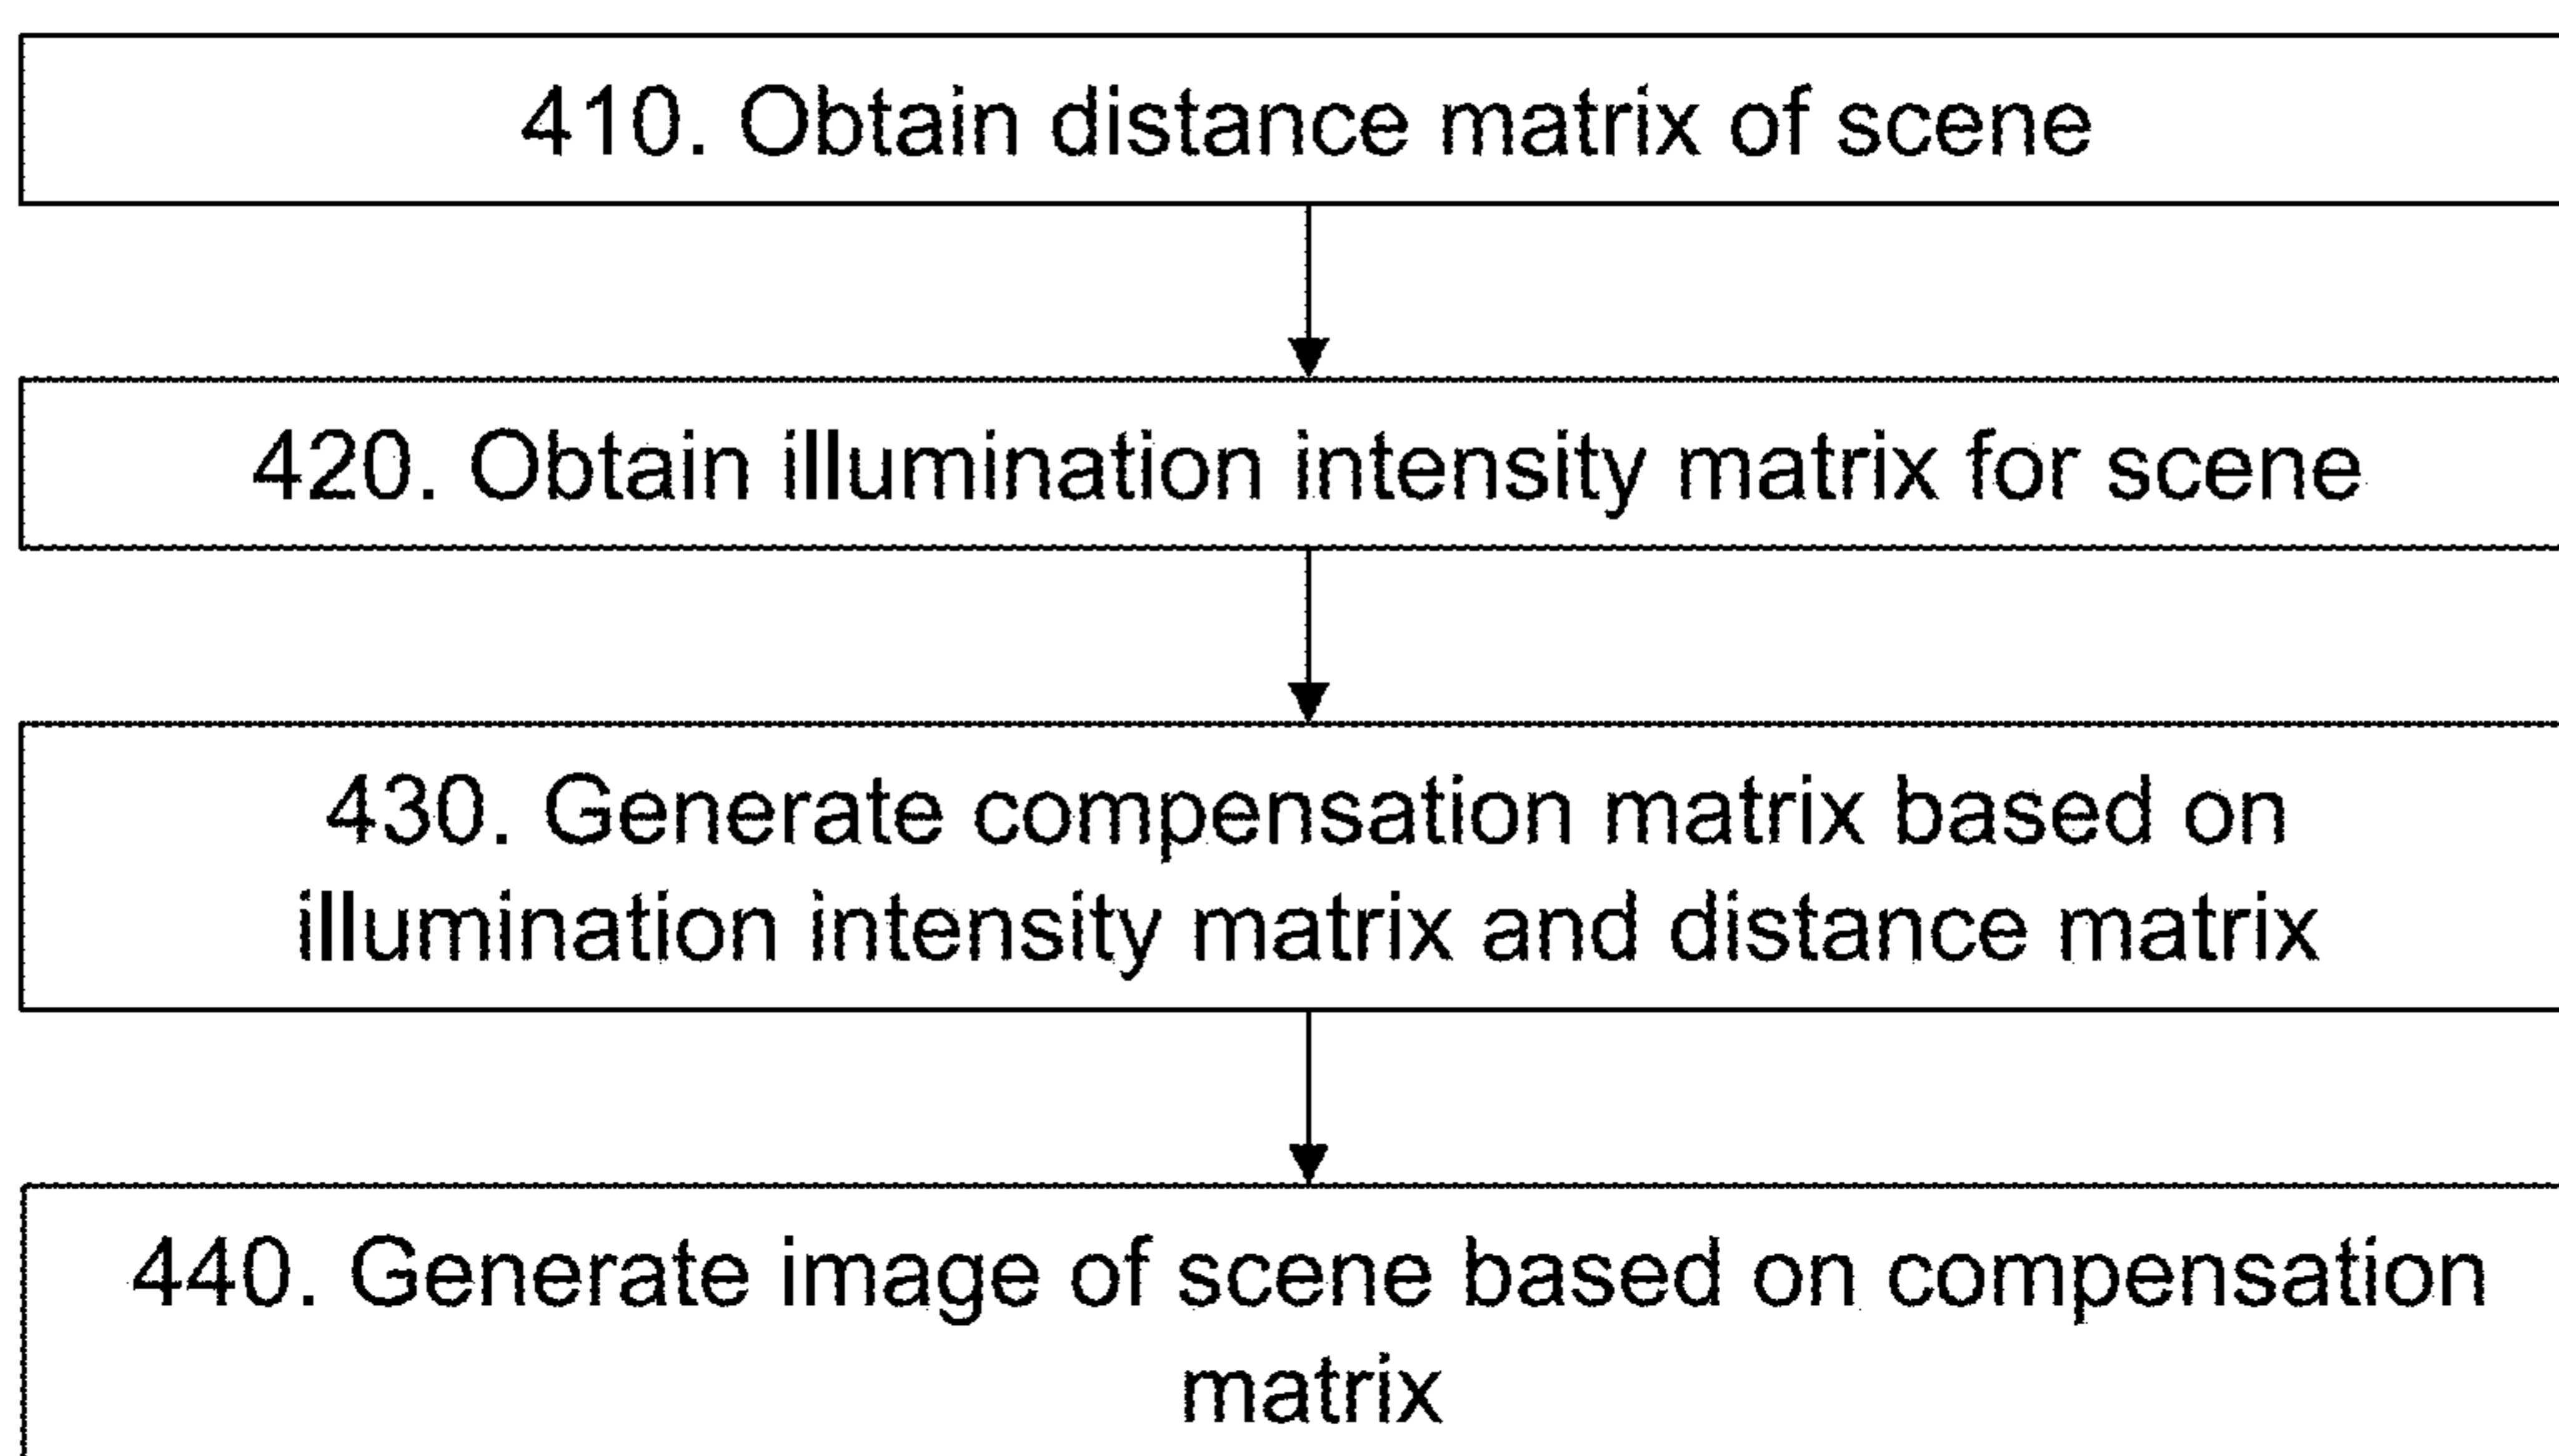 410. Obtain distance matrix of scene
420. Obtain illumination intensity matrix for scene
430. Generate compensation matrix based on
illumination intensity matrix and distance matrix
440. Generate image of scene based on compensation
matrix